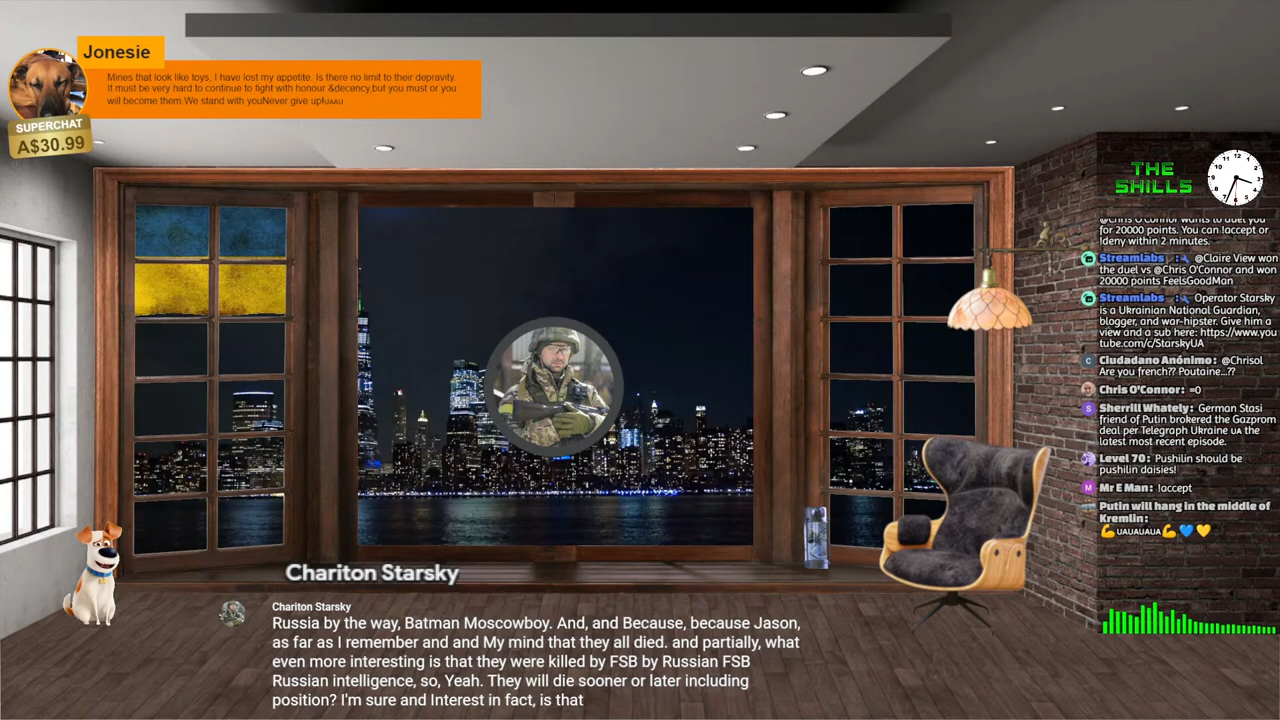 Jonesie
Mines that look like toys, I have lost my appetite. Is there no limit to their depravity.
It must be very hard to continue to fight with honour &decency,but you must or you
will become them.We stand with youNever give up!UAAU
SUPERCHAT
A$30.99
THE
SHILLS
@Chris O'Connor wants to duel you
for 20000 points. You can !accept or
!deny within 2 minutes.
Streamlabs : @Claire View won
the duel vs @Chris O'Connor and won
20000 points FeelsGoodMan
Streamlabs : Operator Starsky
is a Ukrainian National Guardian,
blogger, and war-hipster. Give him a
view and a sub here: https://www.you
tube.com/c/StarskyUA
Ciudadano Anónimo: @Chrisol
Are you french?? Poutaine...??
Chris O'Connor: =0
Sherrill Whately: German Stasi
friend of Putin brokered the Gazprom
deal per Telegraph Ukraine UA the
latest most recent episode.
Level 70: Pushilin should be
pushilin daisies!
Mr E Man: !accept
Putin will hang in the middle of
Kremlin:
💪UAUAUAUA💪💙💛
Chariton Starsky
Chariton Starsky
Russia by the way, Batman Moscowboy. And, and Because, because Jason,
as far as I remember and and My mind that they all died. and partially, what
even more interesting is that they were killed by FSB by Russian FSB
Russian intelligence, so, Yeah. They will die sooner or later including
position? I'm sure and Interest in fact, is that